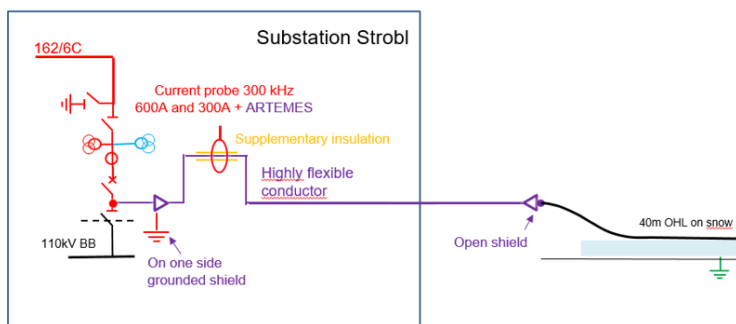 Substation Strobl
162/6C
Current probe 300 kHz
600A and 300A + ARTEMES
Supplementary insulation
Highly flexible
conductor
40m OHL on snow
Open shield
110kV BB
On one side
grounded shield